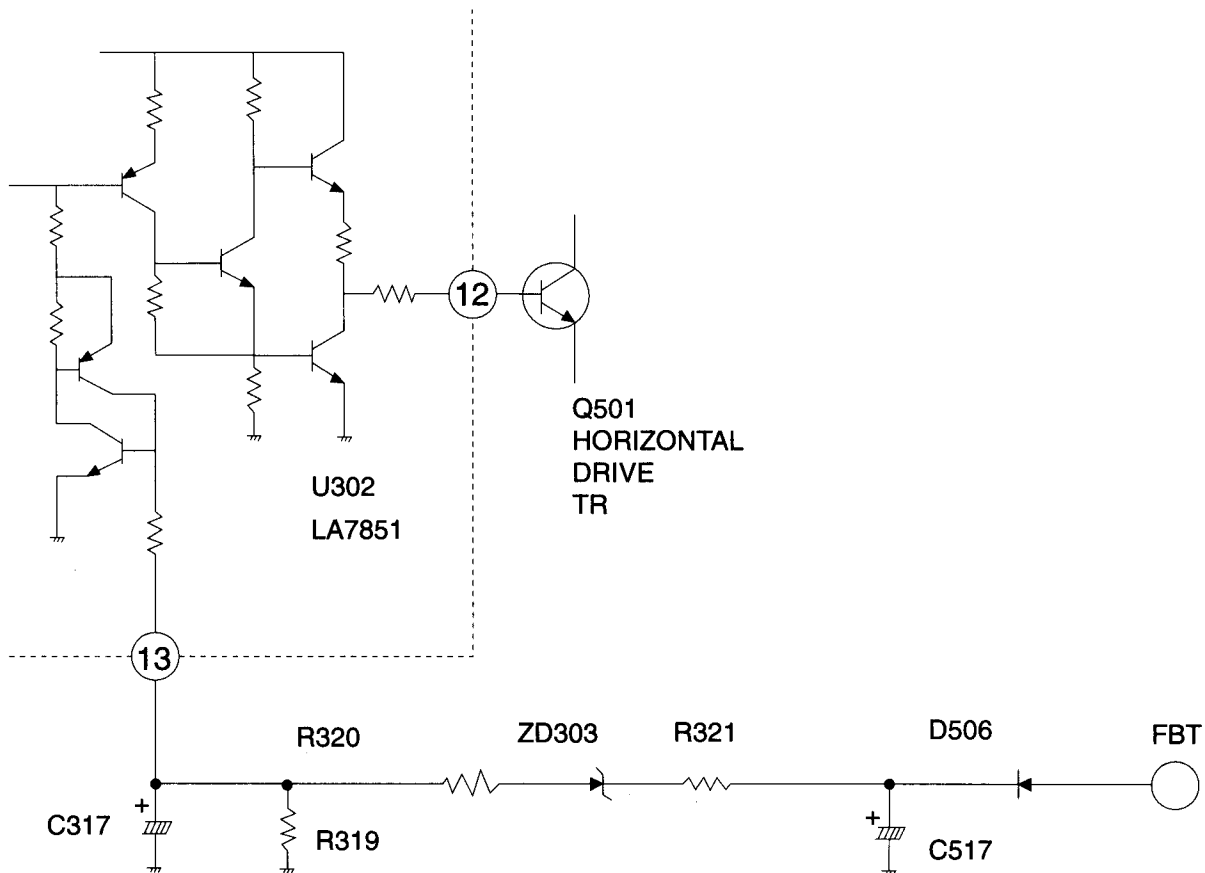 12
Q501
HORIZONTAL
DRIVE
TR
U302
LA7851
13
R320
ZD303
R321
D506
FBT
+
C317
R319
+
C517